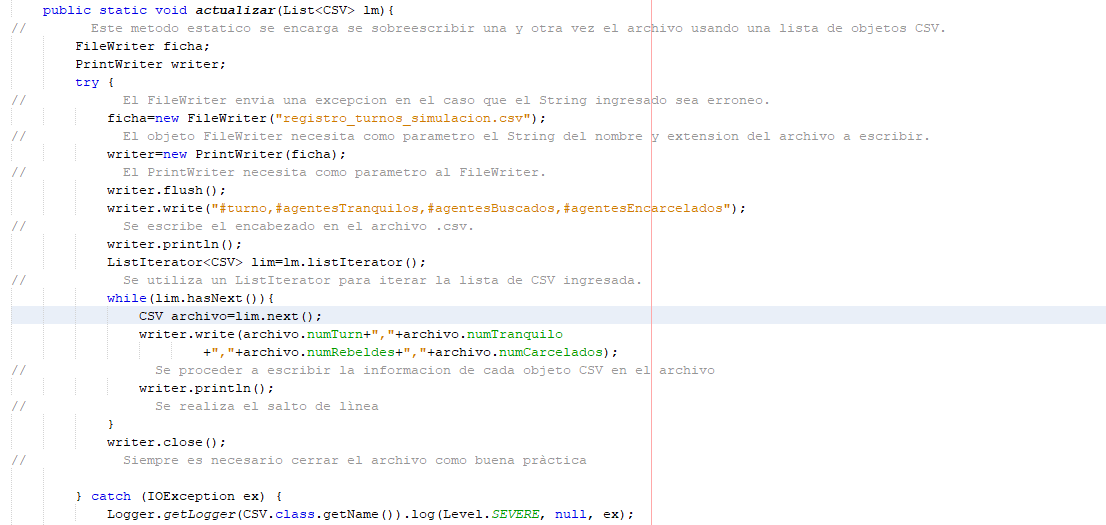 public static void actualizar(List<CSV> lm){
// Este metodo estatico se encarga se sobreescribir una y otra vez el archivo usando una lista de objetos CSV.
FileWriter ficha;
PrintWriter writer;
try {
// El FileWriter envia una excepcion en el caso que el String ingresado sea erroneo.
ficha=new FileWriter("registro_turnos_simulacion.csv");
// El objeto FileWriter necesita como parametro el String del nombre y extension del archivo a escribir.
writer=new PrintWriter(ficha);
// El PrintWriter necesita como parametro al FileWriter.
writer.flush();
writer.write("#turno,#agentesTranquilos,#agentesBuscados,#agentesEncarcelados");
// Se escribe el encabezado en el archivo .csv.
writer.println();
ListIterator<CSV> lim=lm.listIterator();
// Se utiliza un ListIterator para iterar la lista de CSV ingresada.
while(lim.hasNext()){
CSV archivo=lim.next();
writer.write(archivo.numTurn+","+archivo.numTranquilo
+","+archivo.numRebeldes+","+archivo.numCarcelados);
// Se proceder a escribir la informacion de cada objeto CSV en el archivo
writer.println();
// Se realiza el salto de lìnea
}
writer.close();
// Siempre es necesario cerrar el archivo como buena pràctica
} catch (IOException ex) {
Logger.getLogger(CSV.class.getName()).log(Level.SEVERE, null, ex);